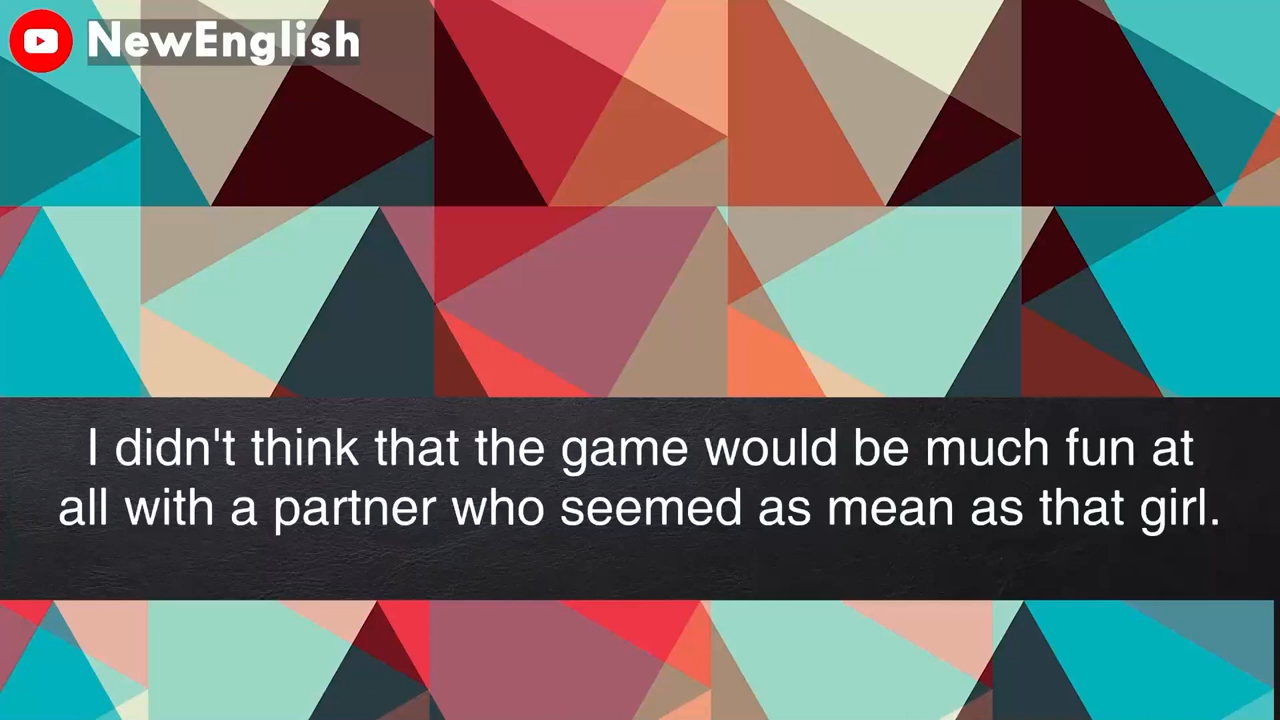 NewEnglish
I didn't think that the game would be much fun at
all with a partner who seemed as mean as that girl.